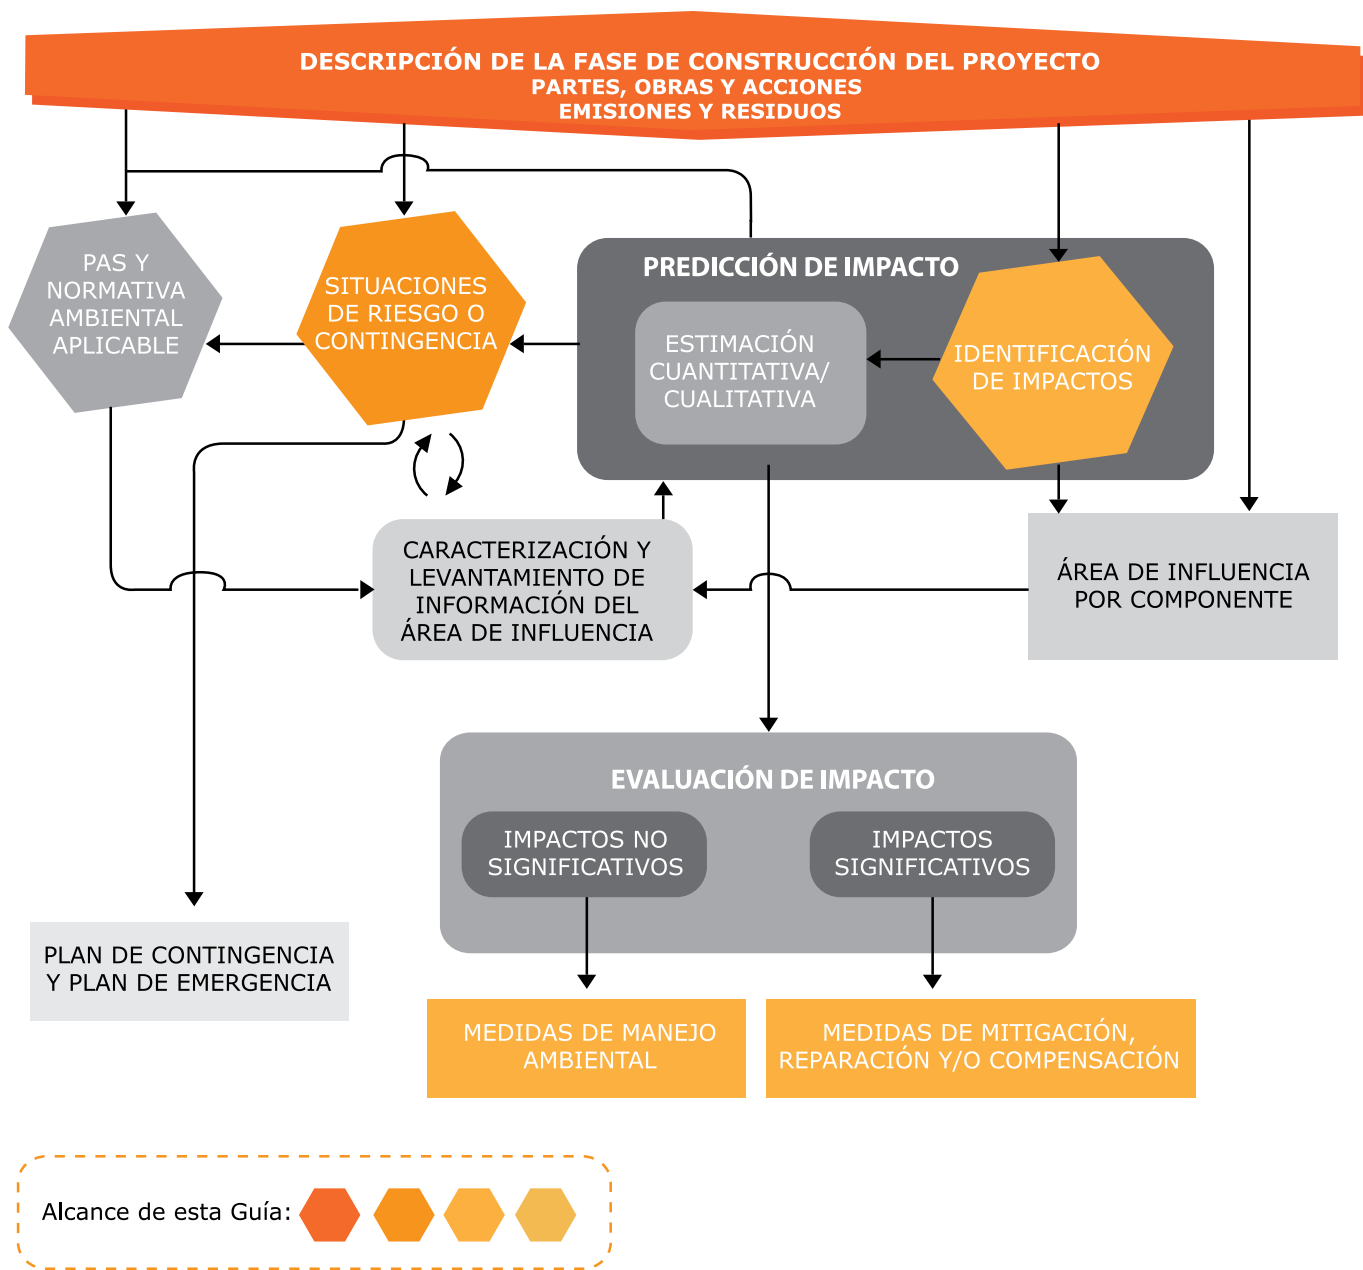 DESCRIPCIÓN DE LA FASE DE CONSTRUCCIÓN DEL PROYECTO
PARTES, OBRAS Y ACCIONES
EMISIONES Y RESIDUOS
PAS Y
NORMATIVA
AMBIENTAL
APLICABLE
SITUACIONES
DE RIESGO O
CONTINGENCIA
PREDICCIÓN DE IMPACTO
ESTIMACIÓN
CUANTITATIVA/
CUALITATIVA
IDENTIFICACIÓN
DE IMPACTOS
CARACTERIZACIÓN Y
LEVANTAMIENTO DE
INFORMACIÓN DEL
ÁREA DE INFLUENCIA
ÁREA DE INFLUENCIA
POR COMPONENTE
EVALUACIÓN DE IMPACTO
IMPACTOS NO
SIGNIFICATIVOS
IMPACTOS
SIGNIFICATIVOS
PLAN DE CONTINGENCIA
Y PLAN DE EMERGENCIA
MEDIDAS DE MANEJO
AMBIENTAL
MEDIDAS DE MITIGACIÓN,
REPARACIÓN Y/O COMPENSACIÓN
Alcance de esta Guía: